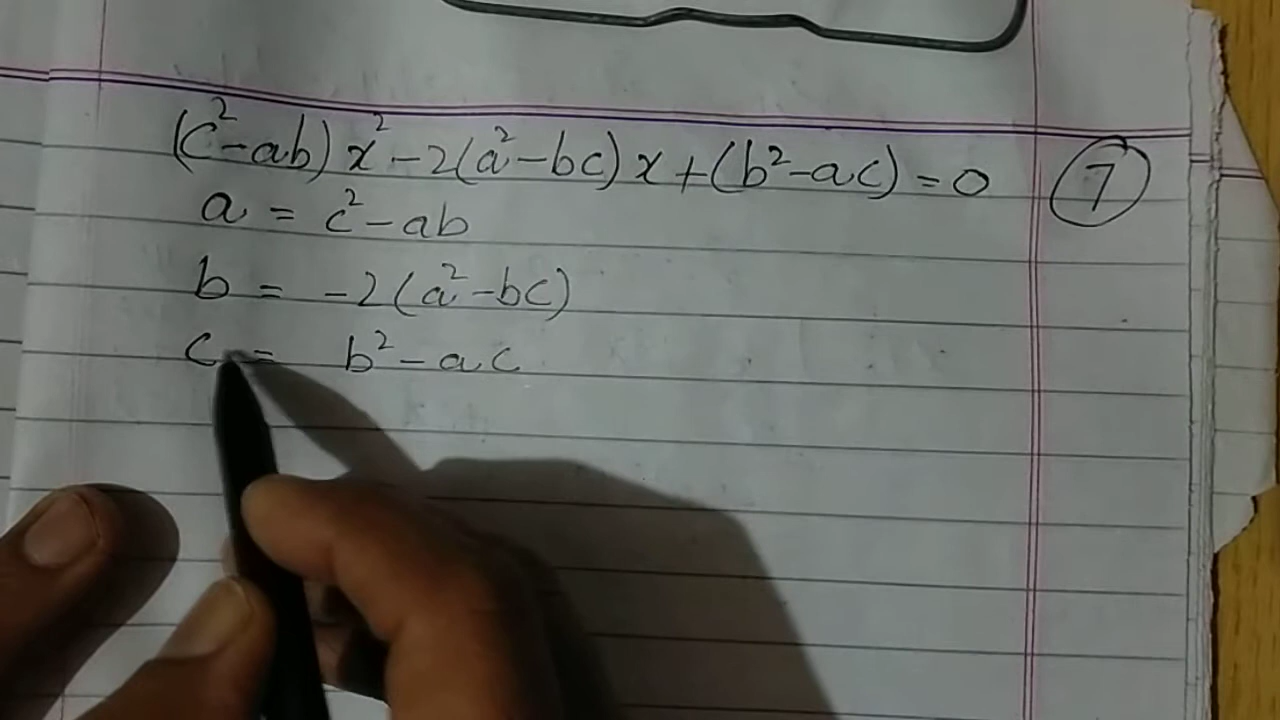 (c²-ab)x²-2(a²-bc)x+(b²-ac)=0 7
a = c²-ab
b = -2(a²-bc)
c = b²-ac